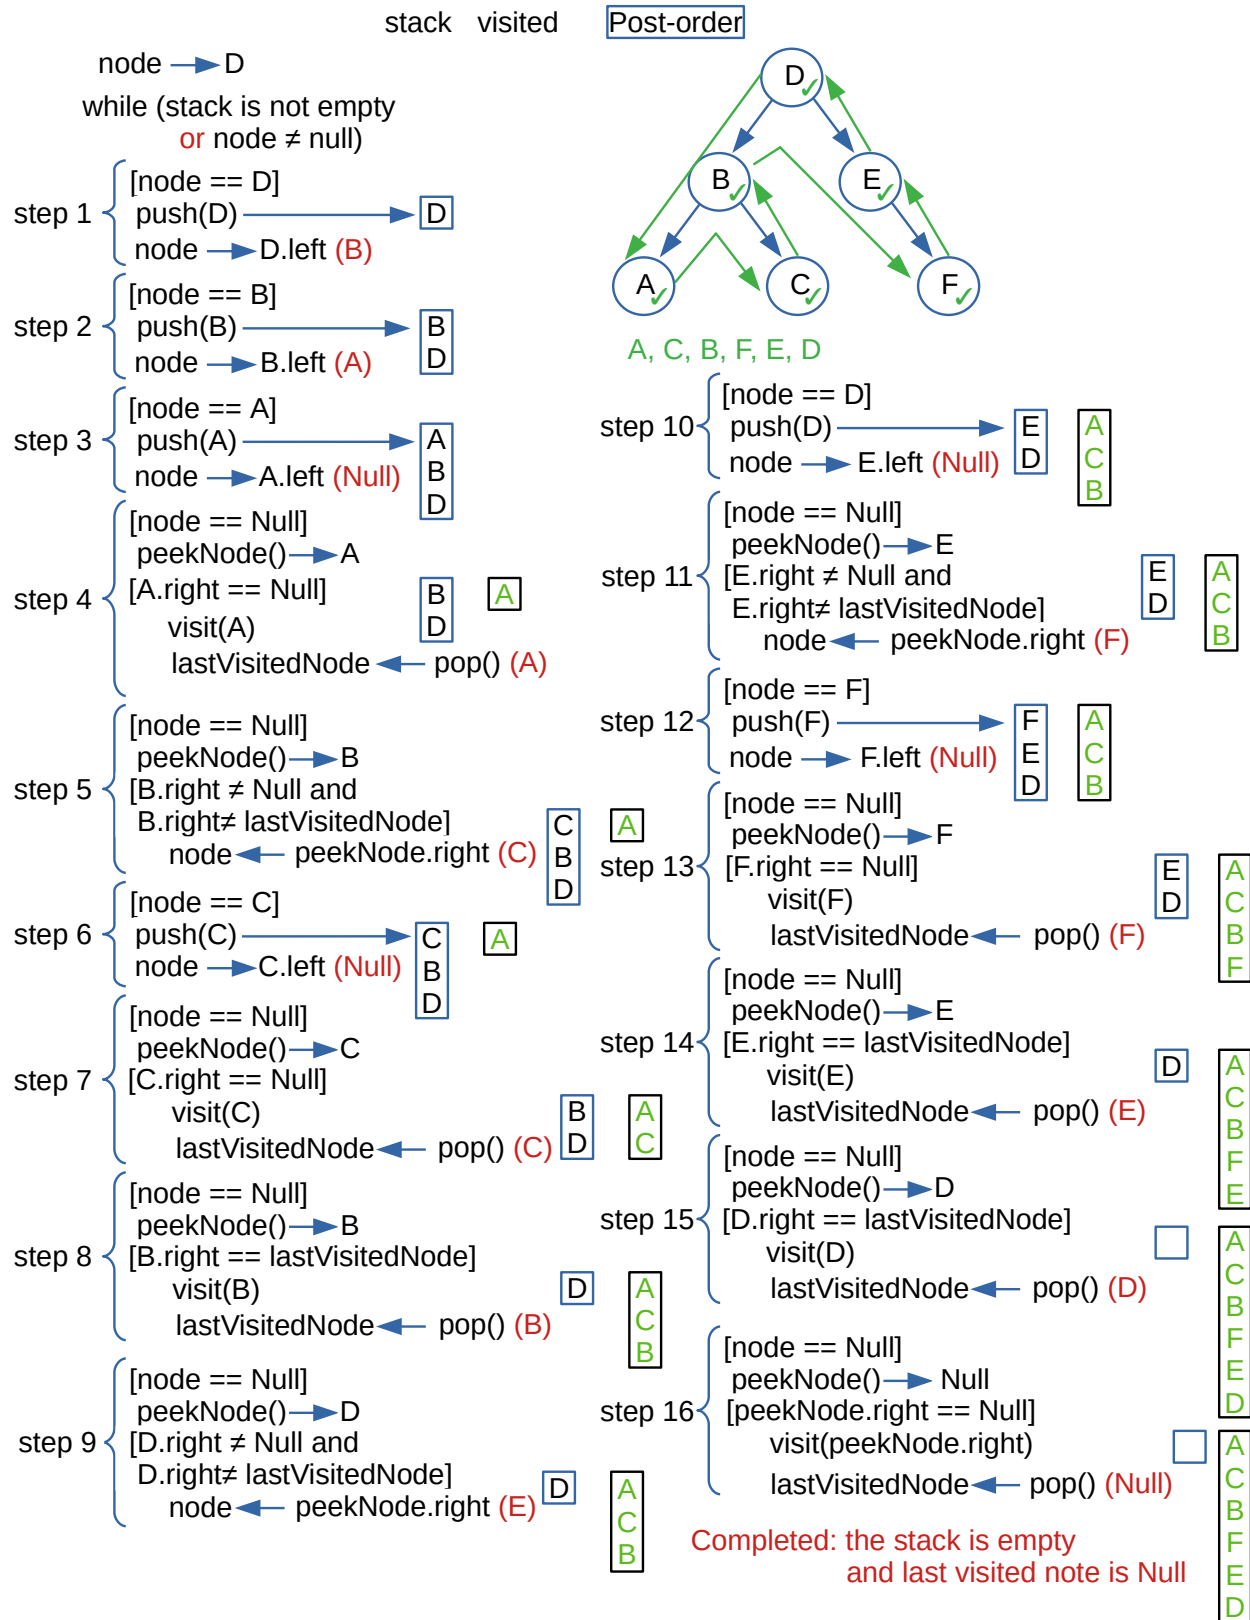 stack visited Post-order
node D
while (stack is not empty
or node ≠ null)
step 1
[node == D]
push(D)
D
node D.left (B)
step 2
[node == B]
push(B)
B
D
node B.left (A)
step 3
[node == A]
push(A)
A
B
D
node A.left (Null)
step 4
[node == Null]
peekNode() A
[A.right == Null]
visit(A)
lastVisitedNode pop() (A)
B
D
A
step 5
[node == Null]
peekNode() B
[B.right ≠ Null and
B.right≠ lastVisitedNode]
node peekNode.right (C)
C
B
D
A
step 6
[node == C]
push(C)
node C.left (Null)
C
B
D
A
step 7
[node == Null]
peekNode() C
[C.right == Null]
visit(C)
lastVisitedNode pop() (C)
B
D
A
C
step 8
[node == Null]
peekNode() B
[B.right == lastVisitedNode]
visit(B)
lastVisitedNode pop() (B)
D
A
C
B
step 9
[node == Null]
peekNode() D
[D.right ≠ Null and
D.right≠ lastVisitedNode]
node peekNode.right (E)
D
A
C
B
D
B E
A C F
A, C, B, F, E, D
step 10
[node == D]
push(D)
node E.left (Null)
E
D
A
C
B
step 11
[node == Null]
peekNode() E
[E.right ≠ Null and
E.right≠ lastVisitedNode]
node peekNode.right (F)
E
D
A
C
B
step 12
[node == F]
push(F)
node F.left (Null)
F
E
D
A
C
B
step 13
[node == Null]
peekNode() F
[F.right == Null]
visit(F)
lastVisitedNode pop() (F)
E
D
A
C
B
F
step 14
[node == Null]
peekNode() E
[E.right == lastVisitedNode]
visit(E)
lastVisitedNode pop() (E)
D
A
C
B
F
E
step 15
[node == Null]
peekNode() D
[D.right == lastVisitedNode]
visit(D)
lastVisitedNode pop() (D)
A
C
B
F
E
D
step 16
[node == Null]
peekNode() Null
[peekNode.right == Null]
visit(peekNode.right)
lastVisitedNode pop() (Null)
A
C
B
F
E
D
Completed: the stack is empty
and last visited note is Null